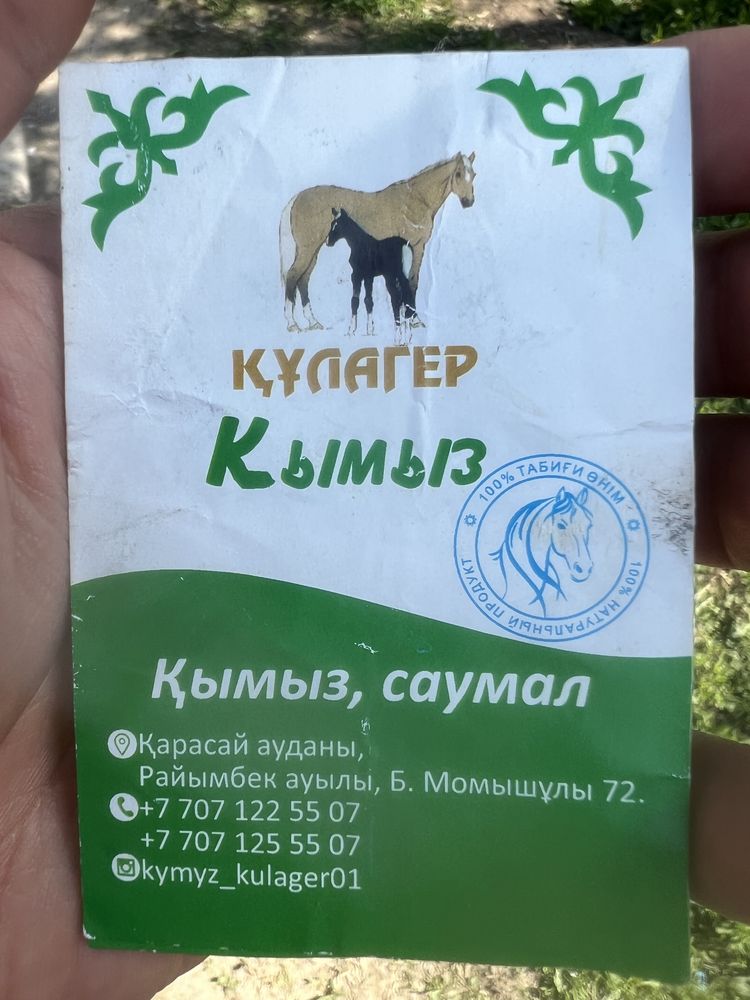 ҚҰЛАГЕР
Қымыз
100% ТАБИҒИ ӨНІМ
100% НАТУРАЛЬНЫЙ ПРОДУКТ
Қымыз, саумал
Қарасай ауданы,
Райымбек ауылы, Б. Момышұлы 72.
+7 707 122 55 07
+7 707 125 55 07
kymyz_kulager01